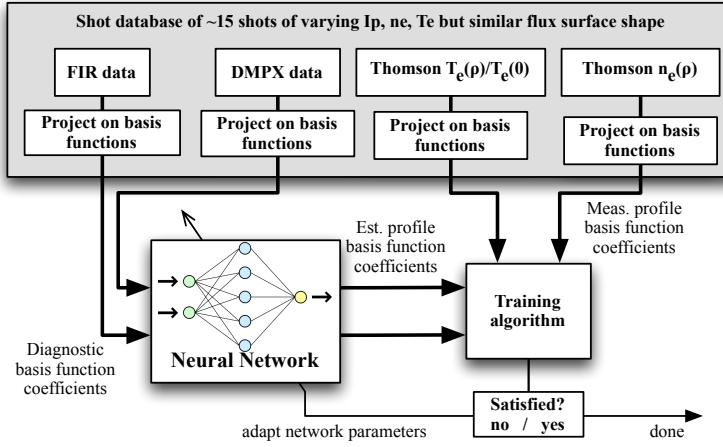 Shot database of ~15 shots of varying Ip, ne, Te but similar flux surface shape
FIR data
DMPX data
Thomson Te(ρ)/Te(0)
Thomson ne(ρ)
Project on basis
functions
Project on basis
functions
Project on basis
functions
Project on basis
functions
Est. profile
basis function
coefficients
Meas. profile
basis function
coefficients
Neural Network
Training
algorithm
Diagnostic
basis function
coefficients
Satisfied?
no / yes
adapt network parameters
done